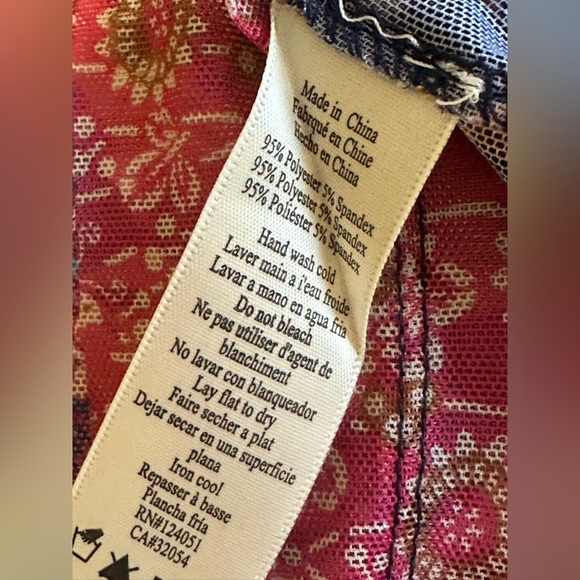 Made in China
Fabrqué en Chine
Hecho en China
95% Polyester 5% Spandex
95% Polyester 5% Spandex
95% Poliéster 5% Spandex
Hand wash cold
Laver main a i'eau froide
Lavar a mano en agua fria
Do not bleach
Ne pas utiliser d'agent de
blanchiment
No lavar con blanqueador
Lay flat to dry
Faire secher a plat
Dejar secar en una superficie
plana
Iron cool
Repasser à basse
Plancha fría
RN#124051
CA#32054